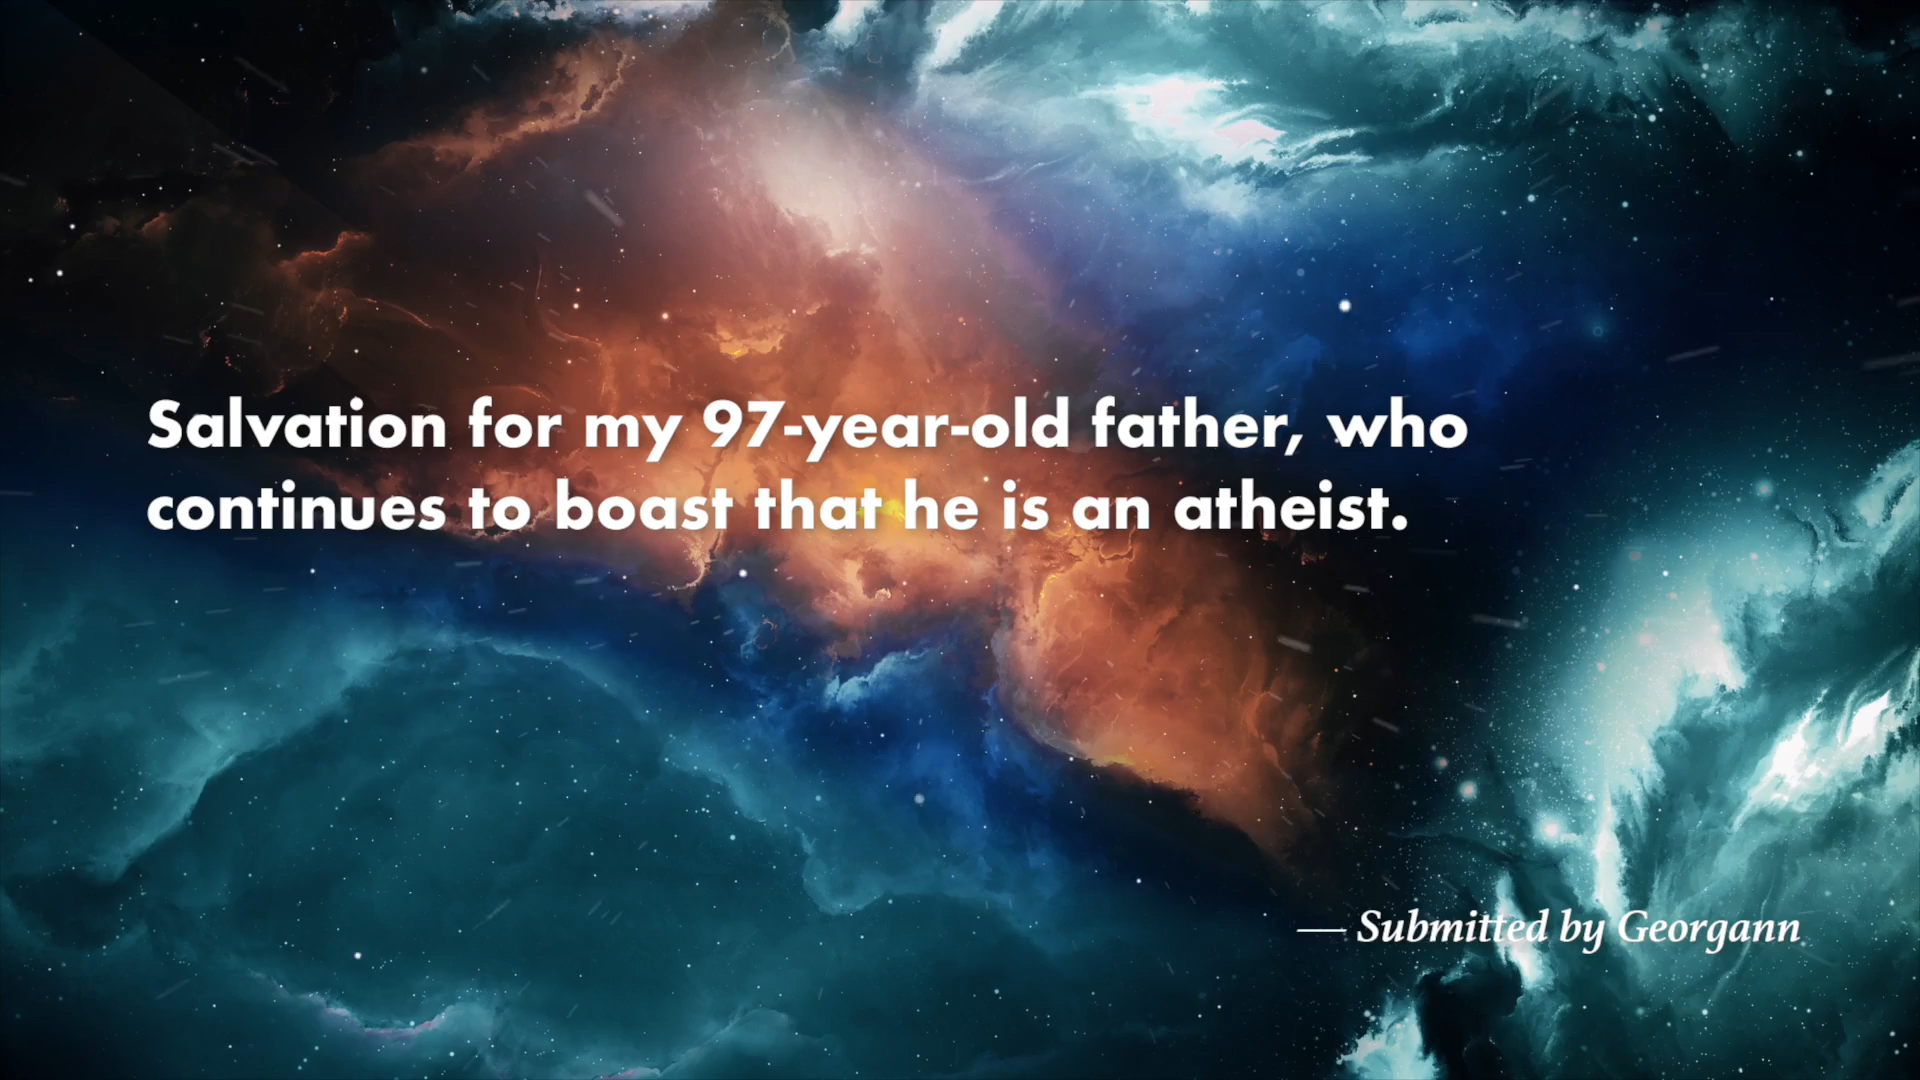 Salvation for my 97-year-old father, who
continues to boast that he is an atheist.
— Submitted by Georgann